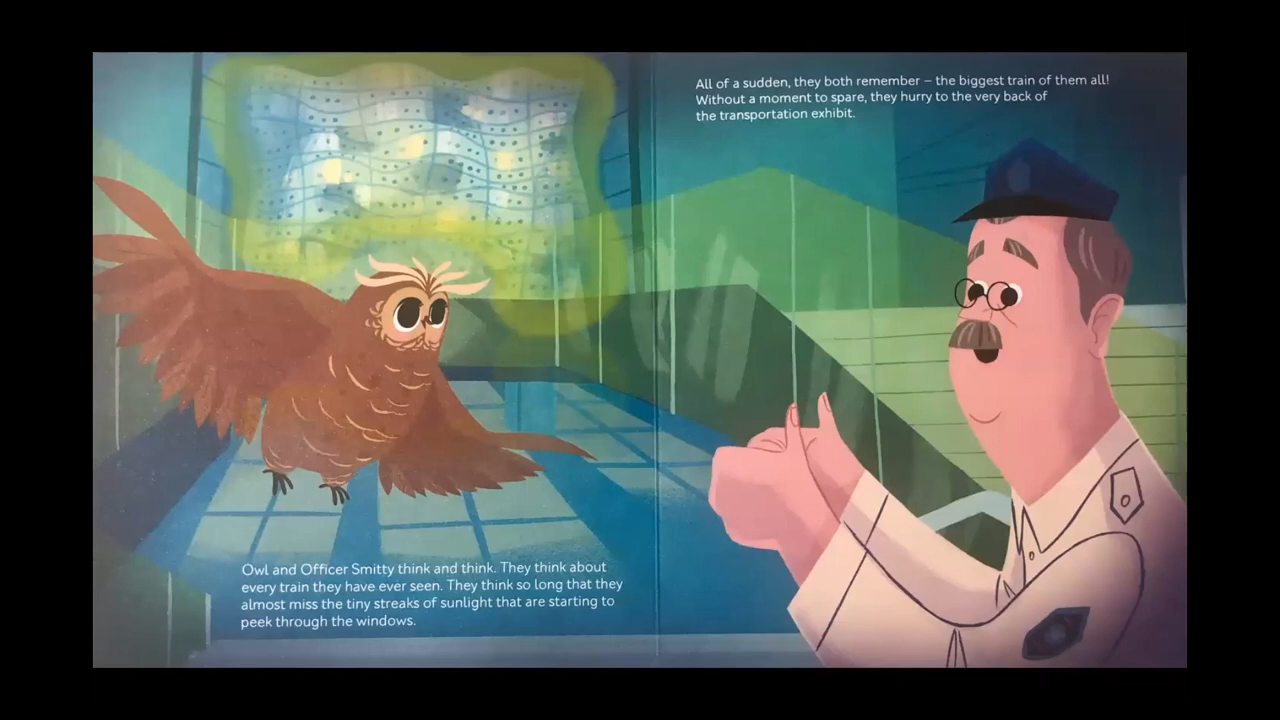 Owl and Officer Smitty think and think. They think about
every train they have ever seen. They think so long that they
almost miss the tiny streaks of sunlight that are starting to
peek through the windows.
All of a sudden, they both remember – the biggest train of them all!
Without a moment to spare, they hurry to the very back of
the transportation exhibit.